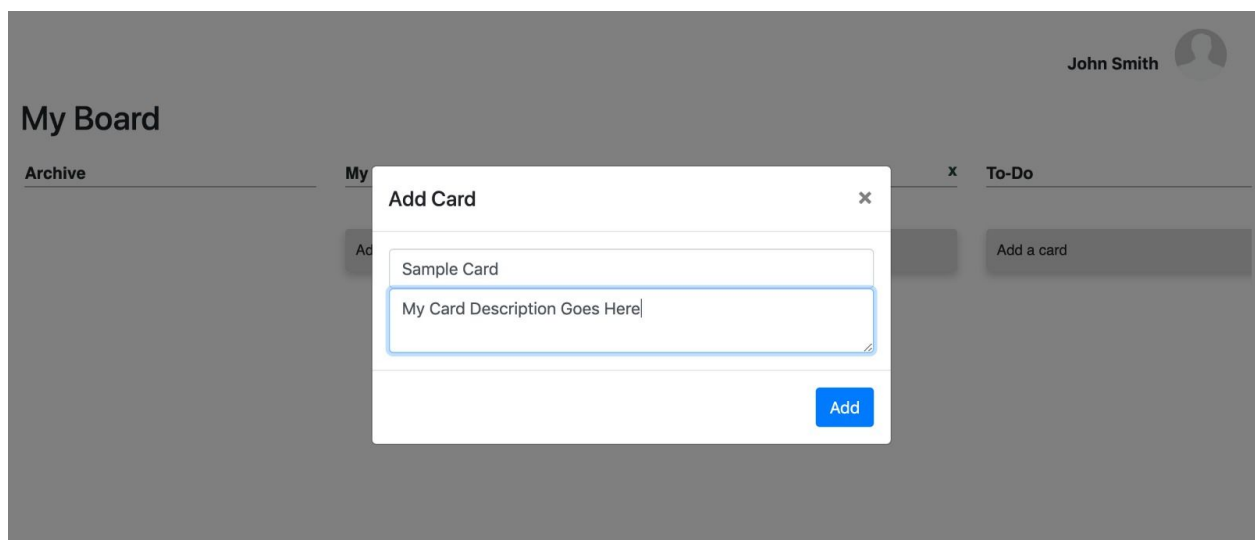 John Smith
My Board
Archive
My
x
To-Do
Add Card
×
Ad
Add a card
Sample Card
My Card Description Goes Here
Add